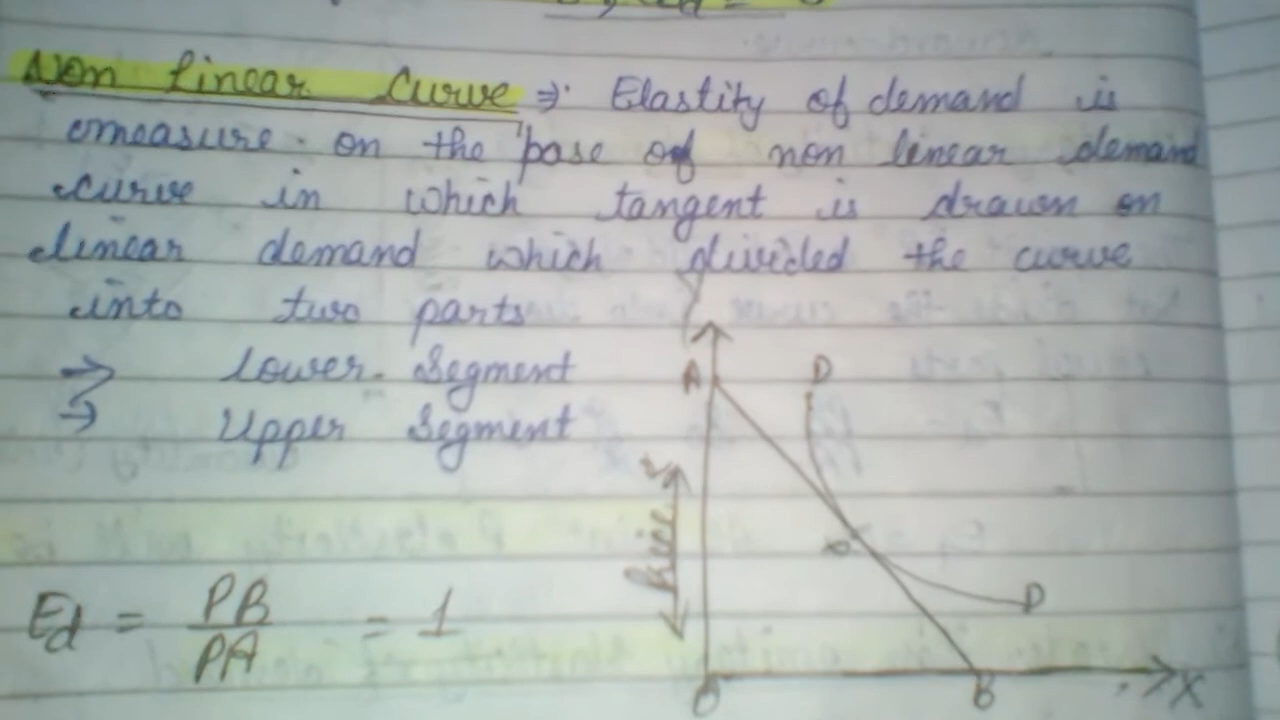 Non Linear Curve ⇒ Elastity of demand is
measure on the base of non linear demand
curve in which tangent is drawn on
linear demand which divided the curve
into two parts
→ Lower Segment
→ Upper Segment
Y
A D
Price
P
D
Ed = PB/PA = 1
O B X